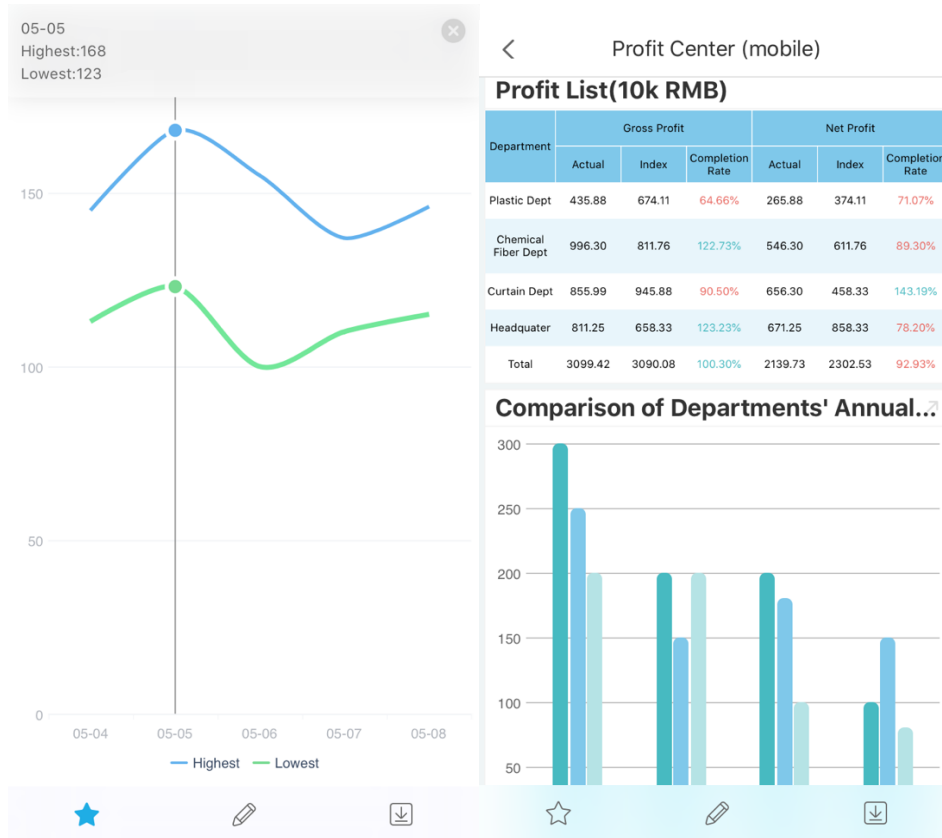 05-05
Highest:168
Lowest:123
150
100
50
0
05-04 05-05 05-06 05-07 05-08
Highest Lowest
Profit Center (mobile)
Profit List(10k RMB)
Department Gross Profit Net Profit
Actual Index Completion Rate Actual Index Completion Rate
Plastic Dept 435.88 674.11 64.66% 265.88 374.11 71.07%
Chemical Fiber Dept 996.30 811.76 122.73% 546.30 611.76 89.30%
Curtain Dept 855.99 945.88 90.50% 656.30 458.33 143.19%
Headquater 811.25 658.33 123.23% 671.25 858.33 78.20%
Total 3099.42 3090.08 100.30% 2139.73 2302.53 92.93%
Comparison of Departments' Annual...
300
250
200
150
100
50